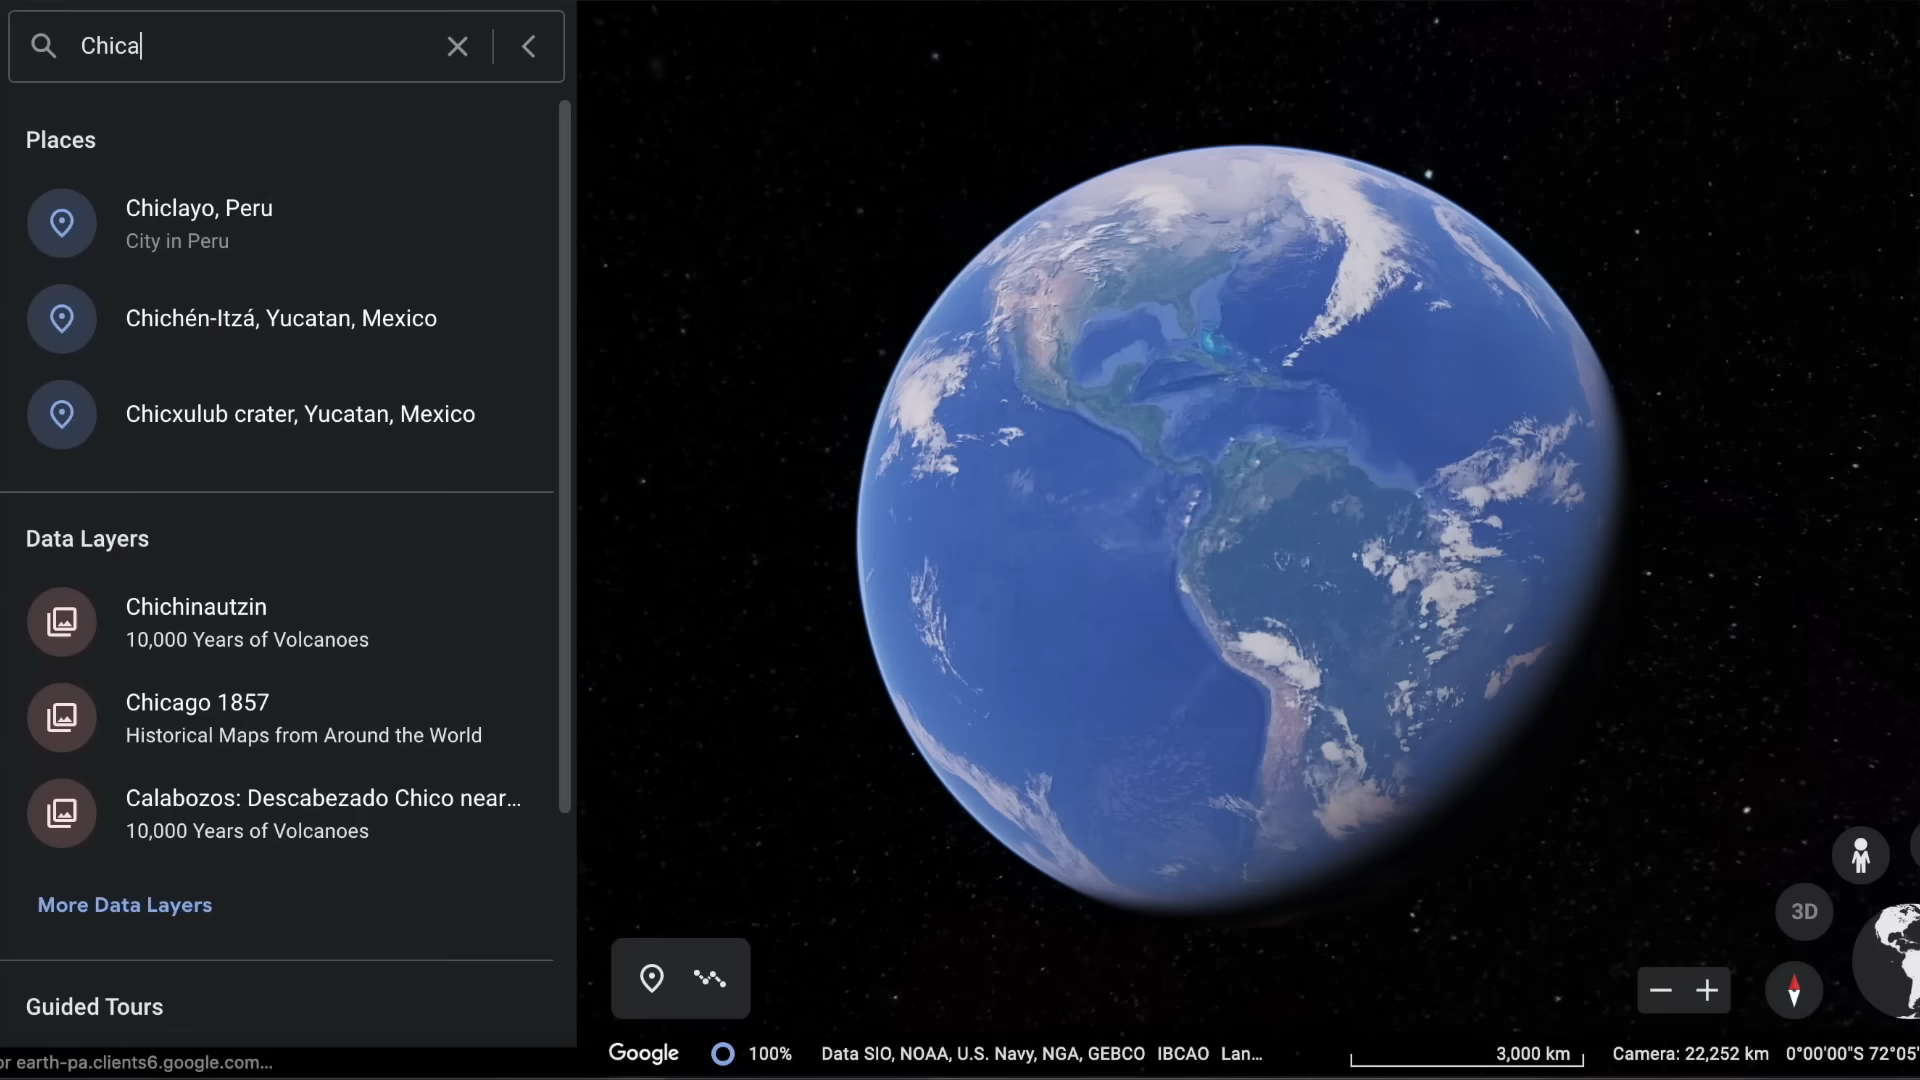 Chica
Places
Chiclayo, Peru
City in Peru
Chichén-Itzá, Yucatan, Mexico
Chicxulub crater, Yucatan, Mexico
Data Layers
Chichinautzin
10,000 Years of Volcanoes
Chicago 1857
Historical Maps from Around the World
Calabozos: Descabezado Chico near...
10,000 Years of Volcanoes
More Data Layers
Guided Tours
or earth-pa.clients6.google.com...
3D
Google 100% Data SIO, NOAA, U.S. Navy, NGA, GEBCO IBCAO Lan... 3,000 km Camera: 22,252 km 0°00'00"S 72°05'